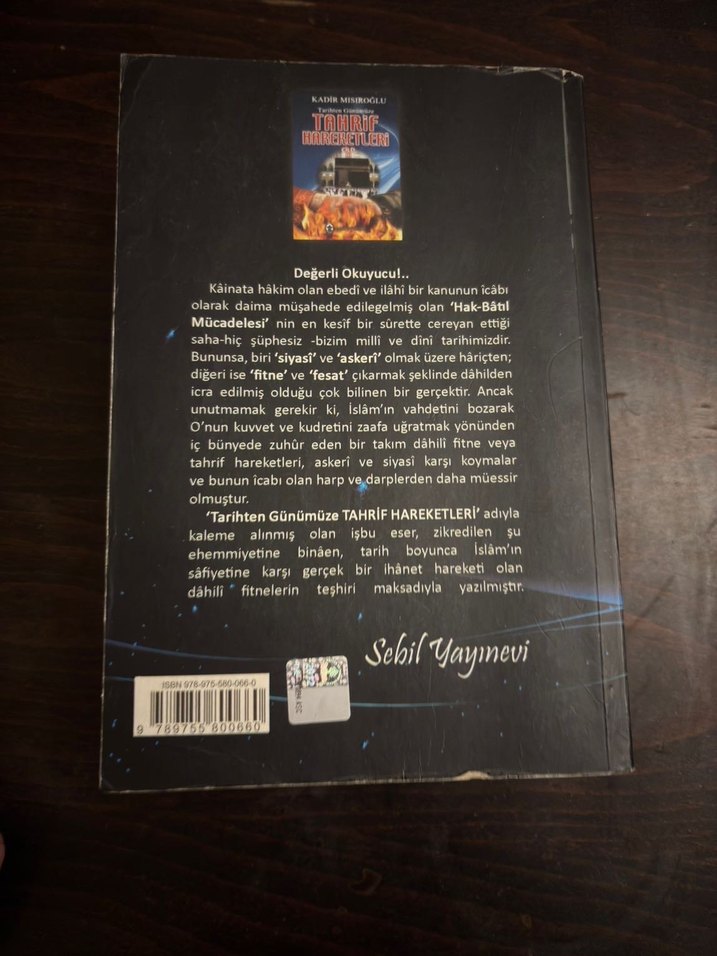 KADİR MISIROĞLU
Tarihten Günümüze
TAHRİF
HAREKETLERİ
Değerli Okuyucu!..
Kâinata hâkim olan ebedî ve ilâhî bir kanunun îcâbı
olarak daima müşahede edilegelmiş olan ‘Hak-Bâtıl
Mücadelesi’ nin en kesîf bir sûrette cereyan ettiği
saha-hiç şüphesiz -bizim millî ve dînî tarihimizdir.
Bununsa, biri ‘siyasî’ ve ‘askerî’ olmak üzere hâriçten;
diğeri ise ‘fitne’ ve ‘fesat’ çıkarmak şeklinde dâhilden
icra edilmiş olduğu çok bilinen bir gerçektir. Ancak
unutmamak gerekir ki, İslâm’ın vahdetini bozarak
O’nun kuvvet ve kudretini zaafa uğratmak yönünden
iç bünyede zuhûr eden bir takım dâhilî fitne veya
tahrif hareketleri, askerî ve siyasî karşı koymalar
ve bunun îcabı olan harp ve darplerden daha müessir
olmuştur.
‘Tarihten Günümüze TAHRİF HAREKETLERİ’ adıyla
kaleme alınmış olan işbu eser, zikredilen şu
ehemmiyetine binâen, tarih boyunca İslâm’ın
sâfiyetine karşı gerçek bir ihânet hareketi olan
dâhilî fitnelerin teşhiri maksadıyla yazılmıştır.
Sebil Yayınevi
ISBN 978-975-580-066-0
9 789755 800660